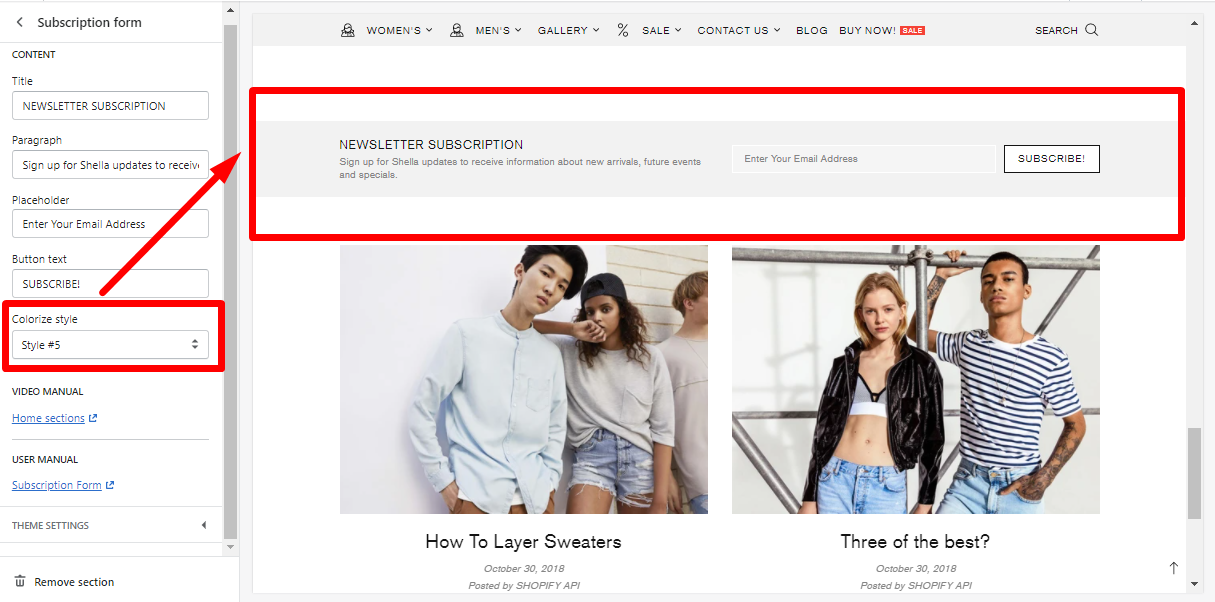 Subscription form
CONTENT
Title
NEWSLETTER SUBSCRIPTION
Paragraph
Sign up for Shella updates to receiv
Placeholder
Enter Your Email Address
Button text
SUBSCRIBE!
Colorize style
Style #5
VIDEO MANUAL
Home sections
USER MANUAL
Subscription Form
THEME SETTINGS
Remove section
WOMEN'S MEN'S GALLERY % SALE CONTACT US BLOG BUY NOW! SALE SEARCH
NEWSLETTER SUBSCRIPTION
Sign up for Shella updates to receive information about new arrivals, future events
and specials.
Enter Your Email Address
SUBSCRIBE!
How To Layer Sweaters
October 30, 2018
Posted by SHOPIFY API
Three of the best?
October 30, 2018
Posted by SHOPIFY API